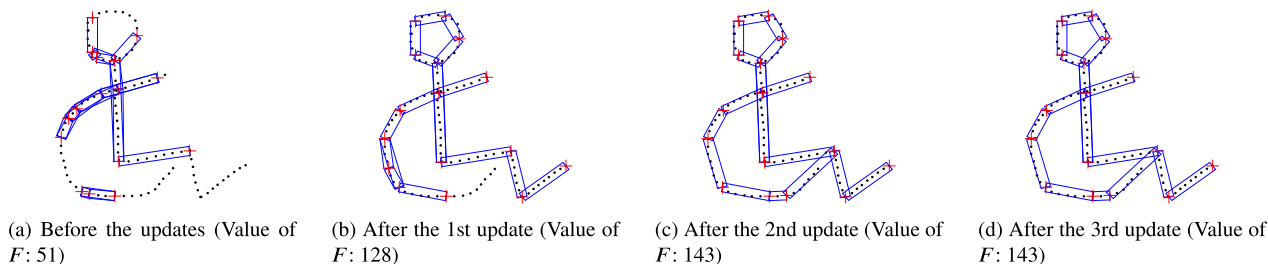 (a) Before the updates (Value of
F: 51)
(b) After the 1st update (Value of
F: 128)
(c) After the 2nd update (Value of
F: 143)
(d) After the 3rd update (Value of
F: 143)